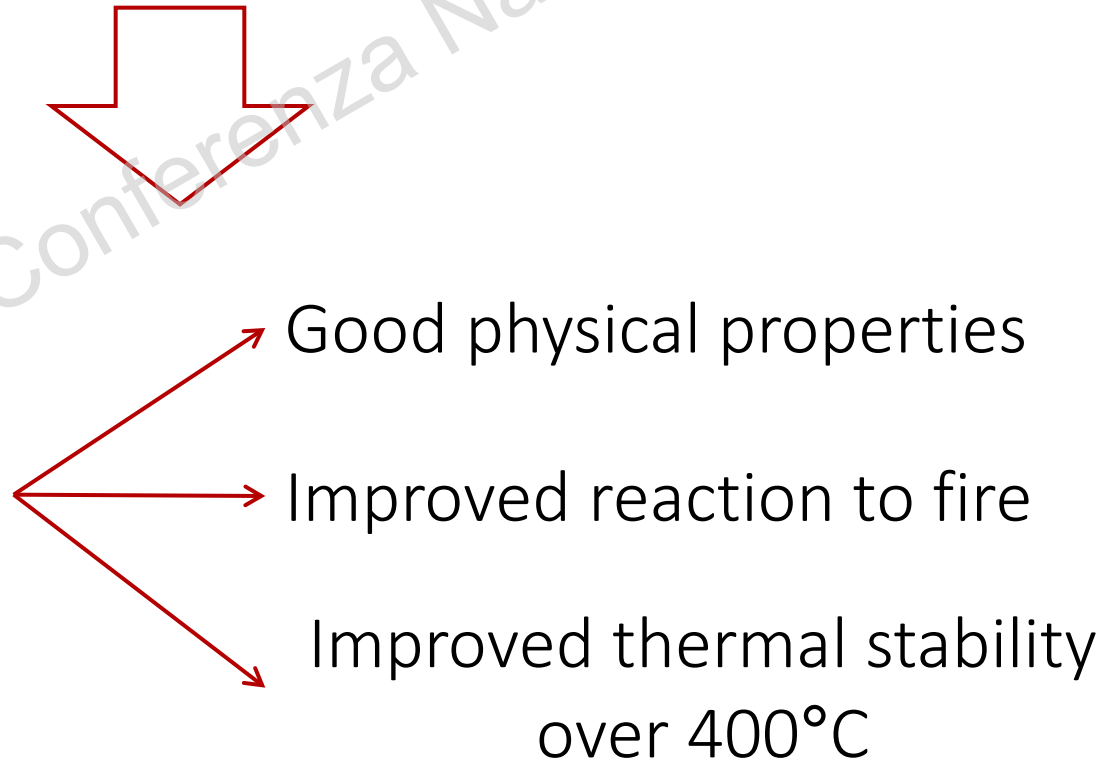 Conferenza Na
Good physical properties
Improved reaction to fire
Improved thermal stability
over 400°C